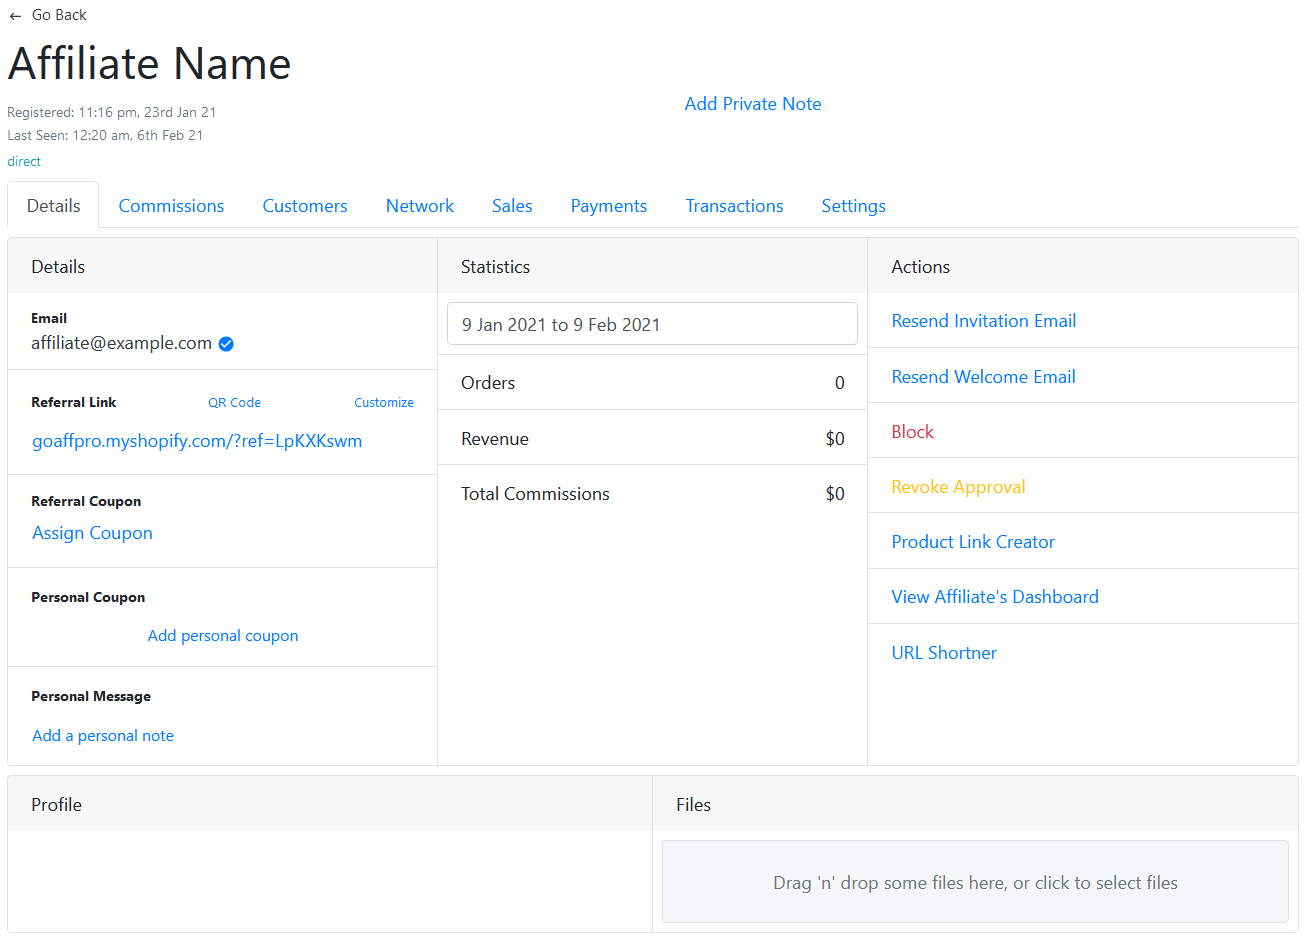 ← Go Back
Affiliate Name
Registered: 11:16 pm, 23rd Jan 21
Last Seen: 12:20 am, 6th Feb 21
direct
Add Private Note
Details Commissions Customers Network Sales Payments Transactions Settings
Details
Email
affiliate@example.com
Referral Link QR Code Customize
goaffpro.myshopify.com/?ref=LpKXKswm
Referral Coupon
Assign Coupon
Personal Coupon
Add personal coupon
Personal Message
Add a personal note
Statistics
9 Jan 2021 to 9 Feb 2021
Orders 0
Revenue $0
Total Commissions $0
Actions
Resend Invitation Email
Resend Welcome Email
Block
Revoke Approval
Product Link Creator
View Affiliate's Dashboard
URL Shortner
Profile
Files
Drag 'n' drop some files here, or click to select files